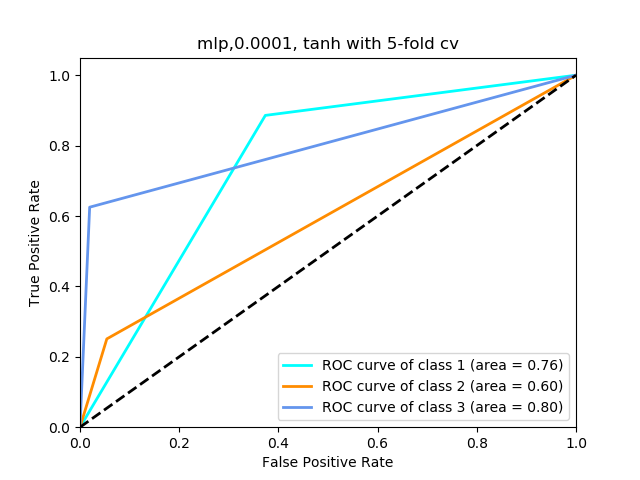 mlp,0.0001, tanh with 5-fold cv
True Positive Rate
1.0
0.8
0.6
0.4
0.2
0.0
ROC curve of class 1 (area = 0.76)
ROC curve of class 2 (area = 0.60)
ROC curve of class 3 (area = 0.80)
0.0 0.2 0.4 0.6 0.8 1.0
False Positive Rate